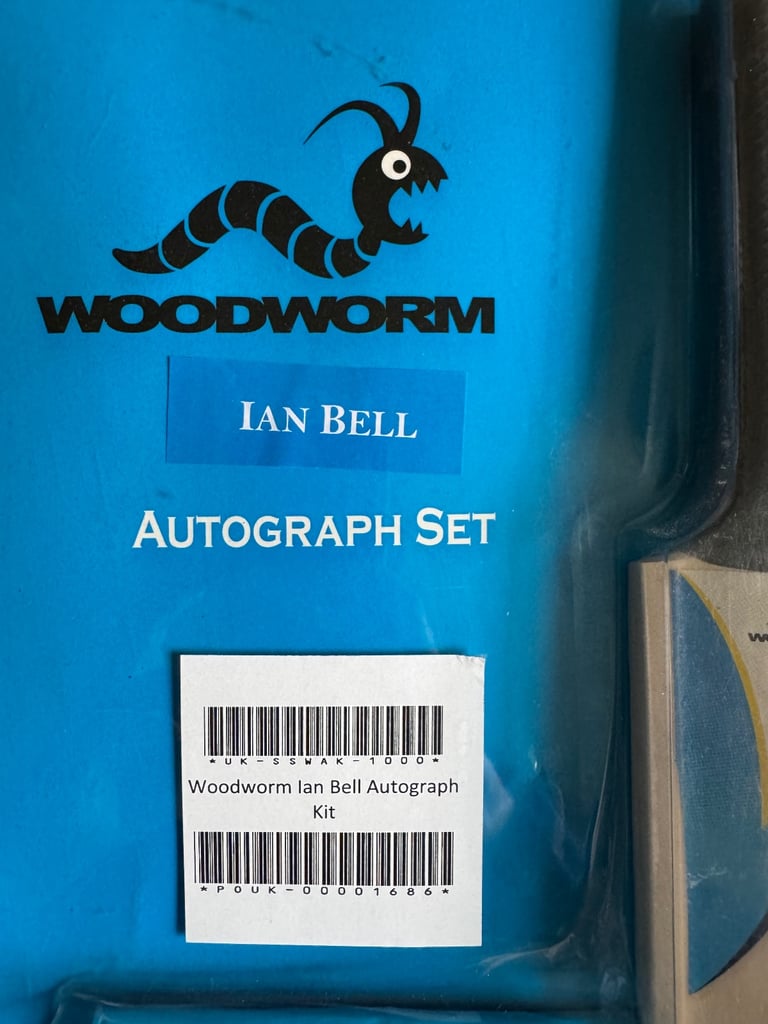 WOODWORM
IAN BELL
AUTOGRAPH SET
*UK-SSWAK-1000*
Woodworm Ian Bell Autograph
Kit
*POUK-00001686*